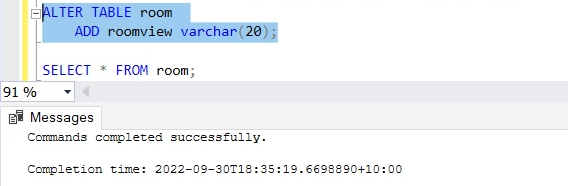 ALTER TABLE room
ADD roomview varchar(20);
SELECT * FROM room;
91 %
Messages
Commands completed successfully.
Completion time: 2022-09-30T18:35:19.6698890+10:00